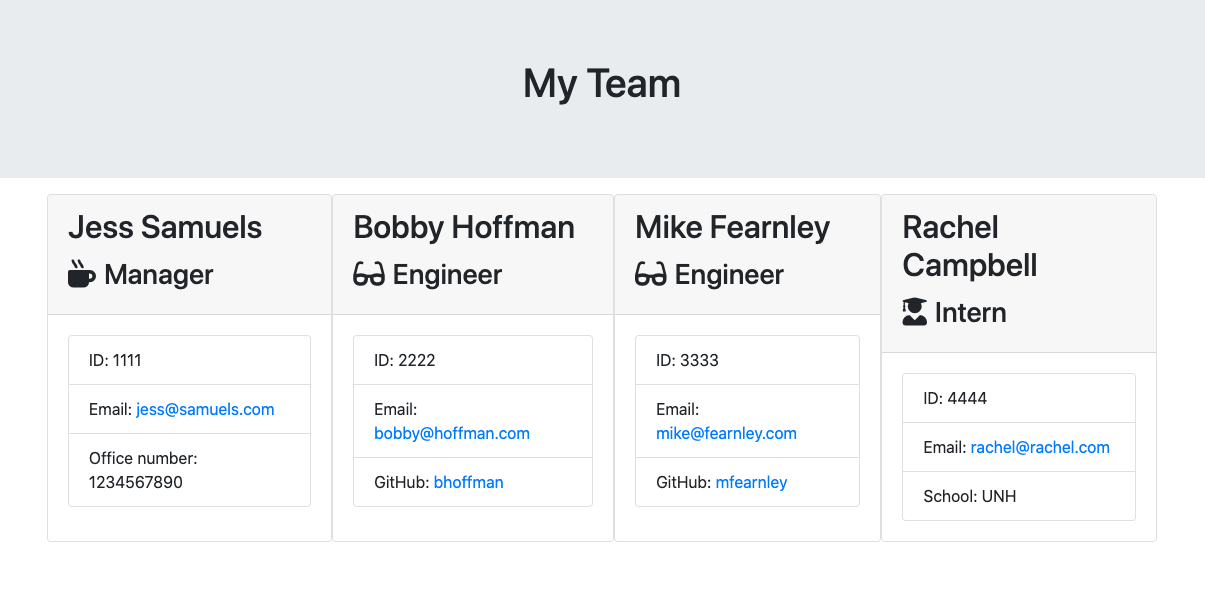 My Team
Jess Samuels
Manager
ID: 1111
Email: jess@samuels.com
Office number:
1234567890
Bobby Hoffman
Engineer
ID: 2222
Email:
bobby@hoffman.com
GitHub: bhoffman
Mike Fearnley
Engineer
ID: 3333
Email:
mike@fearnley.com
GitHub: mfearnley
Rachel
Campbell
Intern
ID: 4444
Email: rachel@rachel.com
School: UNH